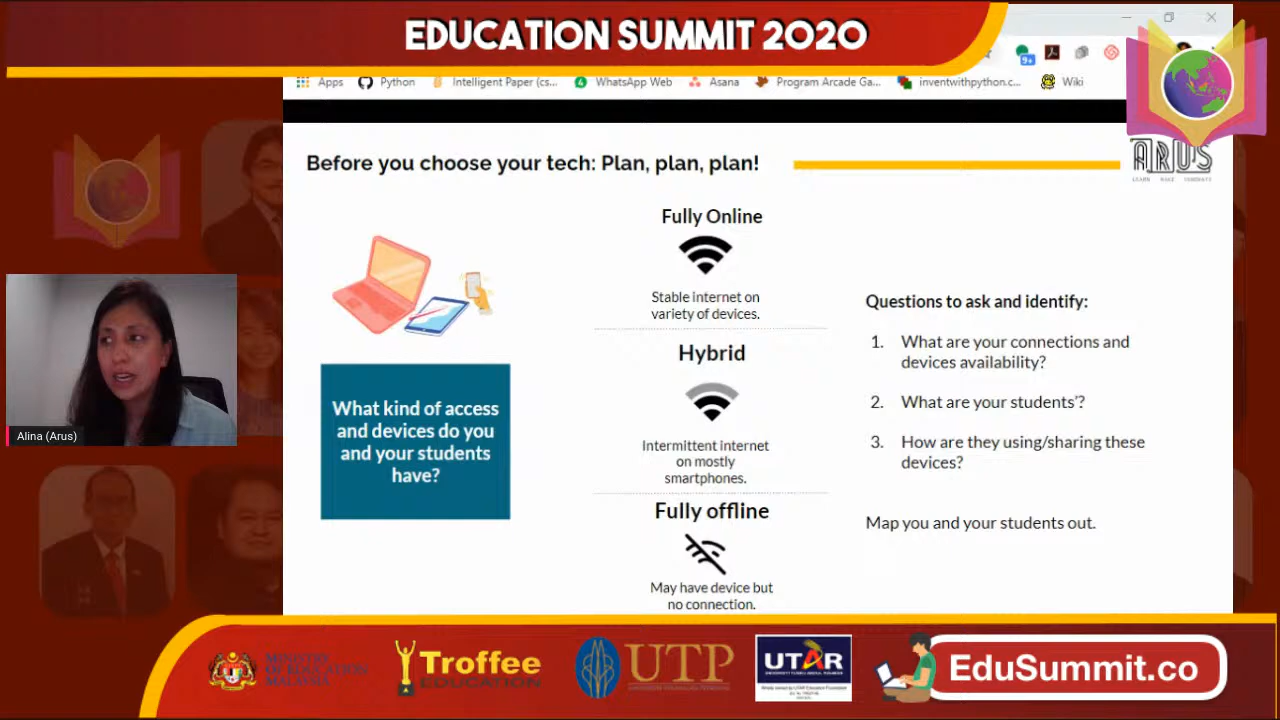 EDUCATION SUMMIT 2020
9+
Apps
Python
Intelligent Paper (cs...
WhatsApp Web
Asana
Program Arcade Ga...
inventwithpython.c...
Wiki
Before you choose your tech: Plan, plan, plan!
ARUS
What kind of access
and devices do you
and your students
have?
Fully Online
Stable internet on
variety of devices.
Hybrid
Intermittent internet
on mostly
smartphones.
Fully offline
May have device but
no connection.
Questions to ask and identify:
1. What are your connections and
devices availability?
2. What are your students'?
3. How are they using/sharing these
devices?
Map you and your students out.
Alina (Arus)
MINISTRY
OF EDUCATION
MALAYSIA
Troffee
EDUCATION
UTP
UTAR
EduSummit.co